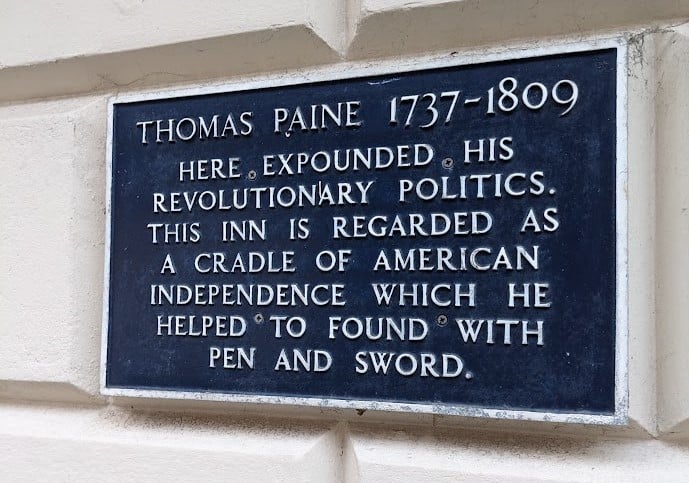 THOMAS PAINE 1737-1809
HERE EXPOUNDED HIS
REVOLUTIONARY POLITICS.
THIS INN IS REGARDED AS
A CRADLE OF AMERICAN
INDEPENDENCE WHICH HE
HELPED TO FOUND WITH
PEN AND SWORD.